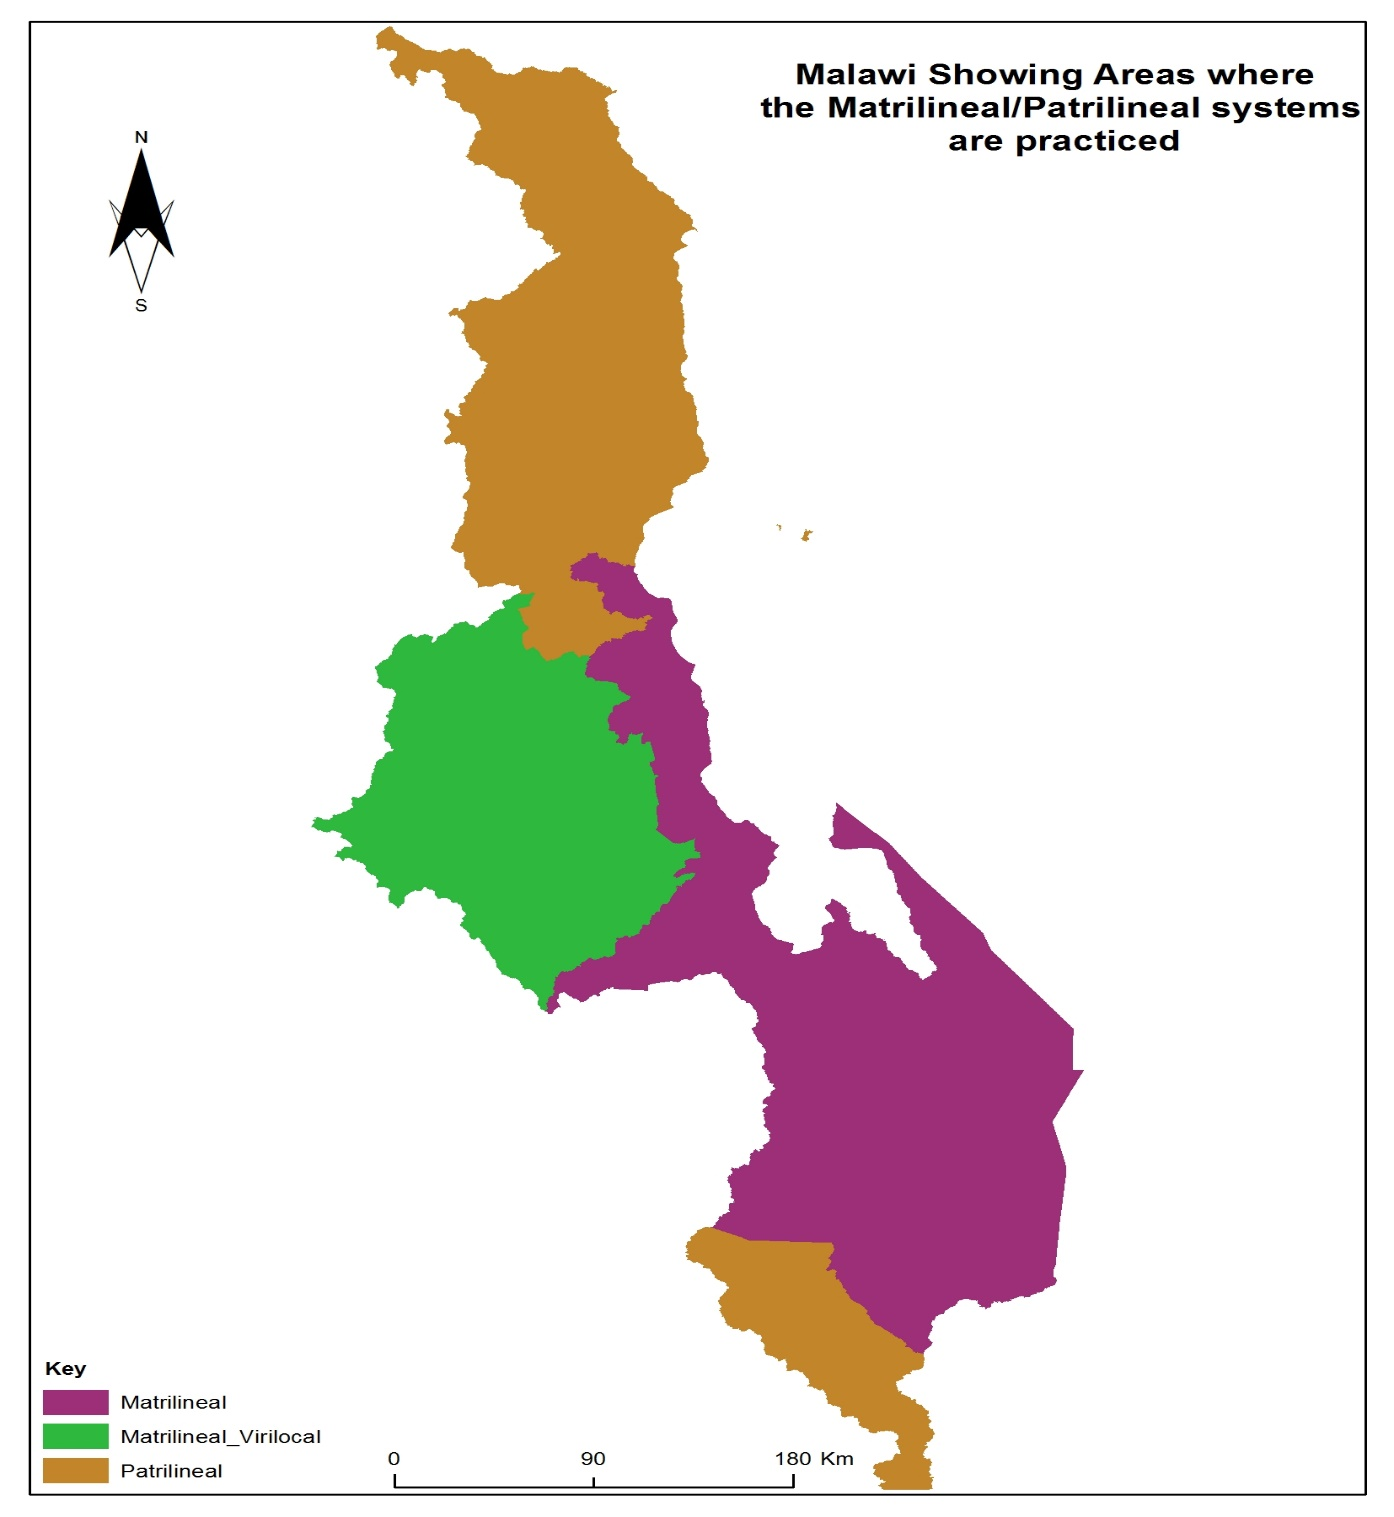 Malawi Showing Areas where
the Matrilineal/Patrilineal systems
are practiced
N
S
Key
Matrilineal
Matrilineal_Virilocal
Patrilineal
0 90 180 Km